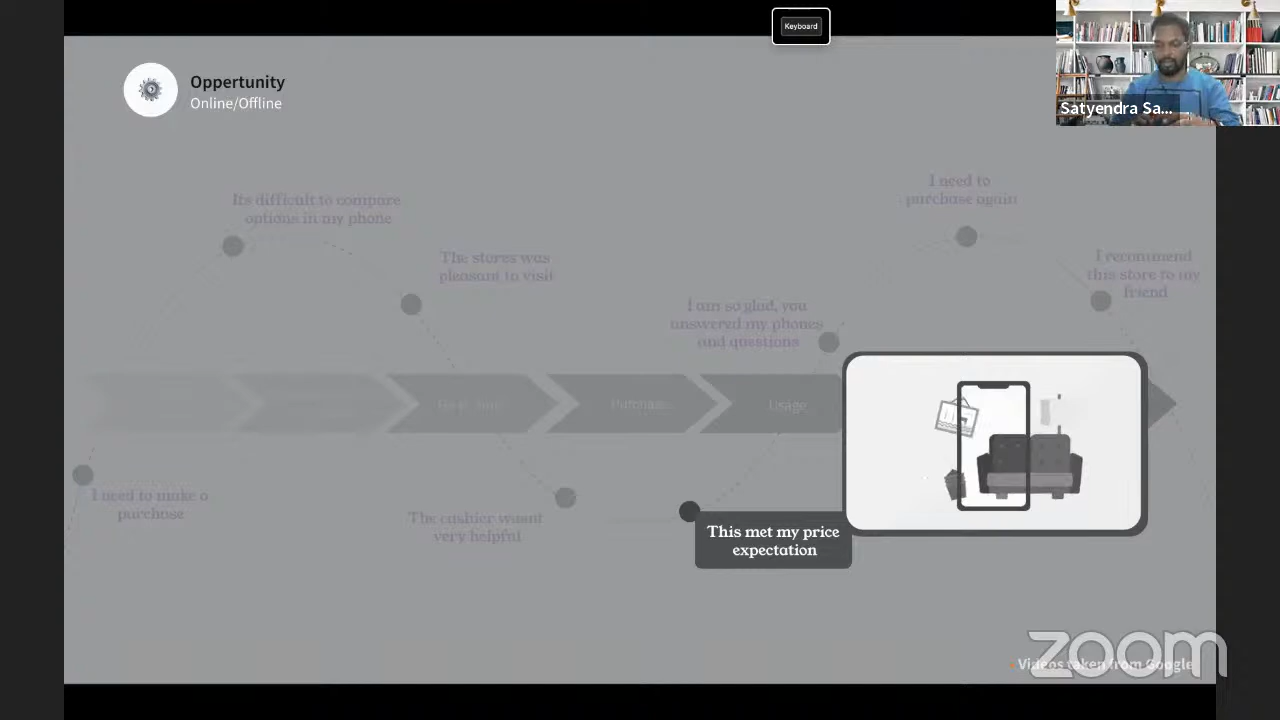 Keyboard
Satyendra Sa...
Oppertunity
Online/Offline
Its difficult to compare
options in my phone
The stores was
pleasant to visit
I am so glad, you
answered my phones
and questions
I need to
purchase again
I recommend
this store to my
friend
Purchase
Usage
I need to make a
purchase
The cashier wasnt
very helpful
This met my price
expectation
Videos taken from Google
zoom